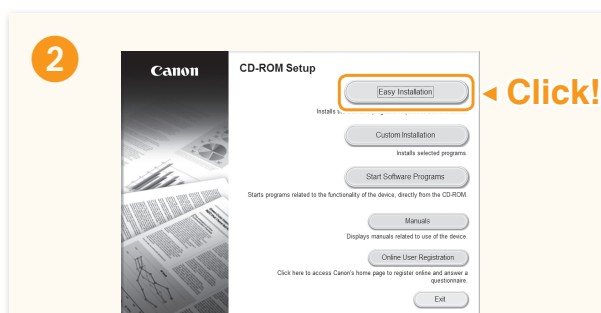 2
Canon
CD-ROM Setup
Easy Installation
Click!
Installs
Custom Installation
Installs selected programs.
Start Software Programs
Starts programs related to the functionality of the device, directly from the CD-ROM.
Manuals
Displays manuals related to use of the device.
Online User Registration
Click here to access Canon's home page to register online and answer a
questionnaire.
Exit